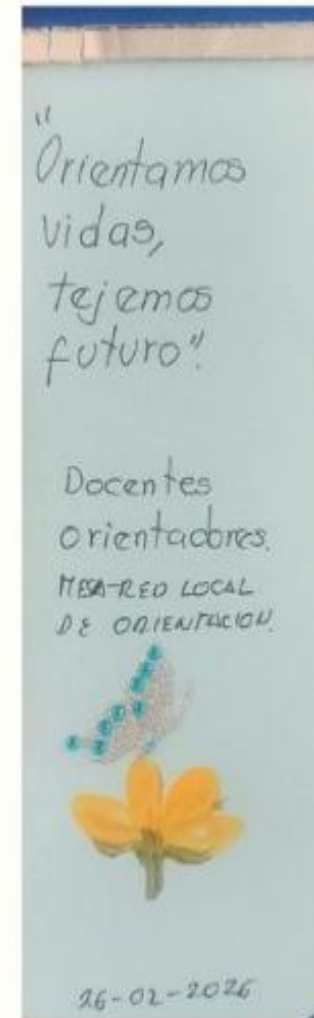 "Orientamos
vidas,
tejemos
futuro".
Docentes
orientadores.
MESA-RED LOCAL
DE ORIENTACION.
26-02-2026